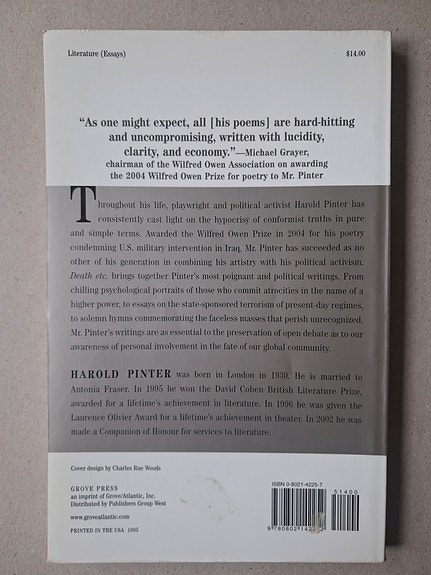 Literature (Essays) $14.00
“As one might expect, all [his poems] are hard-hitting
and uncompromising, written with lucidity,
clarity, and economy.”—Michael Grayer,
chairman of the Wilfred Owen Association on awarding
the 2004 Wilfred Owen Prize for poetry to Mr. Pinter
Throughout his life, playwright and political activist Harold Pinter has
consistently cast light on the hypocrisy of conformist truths in pure
and simple terms. Awarded the Wilfred Owen Prize in 2004 for his poetry
condemning U.S. military intervention in Iraq, Mr. Pinter has succeeded as no
other of his generation in combining his artistry with his political activism.
Death etc. brings together Pinter’s most poignant and political writings. From
chilling psychological portraits of those who commit atrocities in the name of a
higher power, to essays on the state-sponsored terrorism of present-day regimes,
to solemn hymns commemorating the faceless masses that perish unrecognized,
Mr. Pinter’s writings are as essential to the preservation of open debate as to our
awareness of personal involvement in the fate of our global community.
HAROLD PINTER was born in London in 1930. He is married to
Antonia Fraser. In 1995 he won the David Cohen British Literature Prize,
awarded for a lifetime’s achievement in literature. In 1996 he was given the
Laurence Olivier Award for a lifetime’s achievement in theater. In 2002 he was
made a Companion of Honour for services to literature.
Cover design by Charles Rue Woods
GROVE PRESS
an imprint of Grove/Atlantic, Inc.
Distributed by Publishers Group West
www.groveatlantic.com
PRINTED IN THE USA 1005
ISBN 0-8021-4225-7
51400